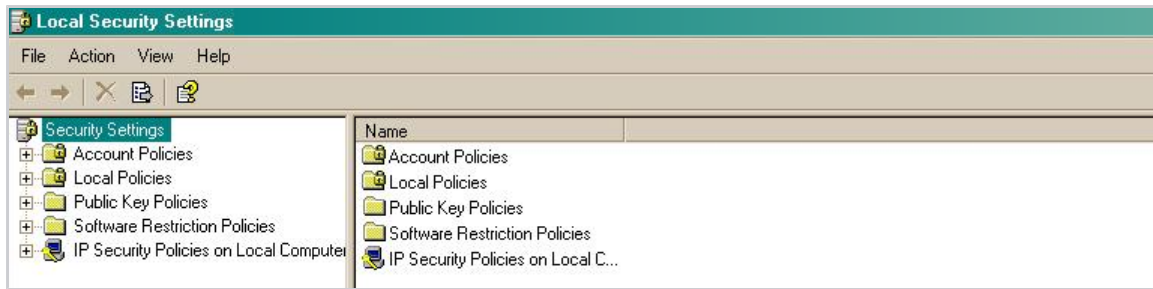 Local Security Settings
File Action View Help
Security Settings
Account Policies
Local Policies
Public Key Policies
Software Restriction Policies
IP Security Policies on Local Computer
Name
Account Policies
Local Policies
Public Key Policies
Software Restriction Policies
IP Security Policies on Local C...